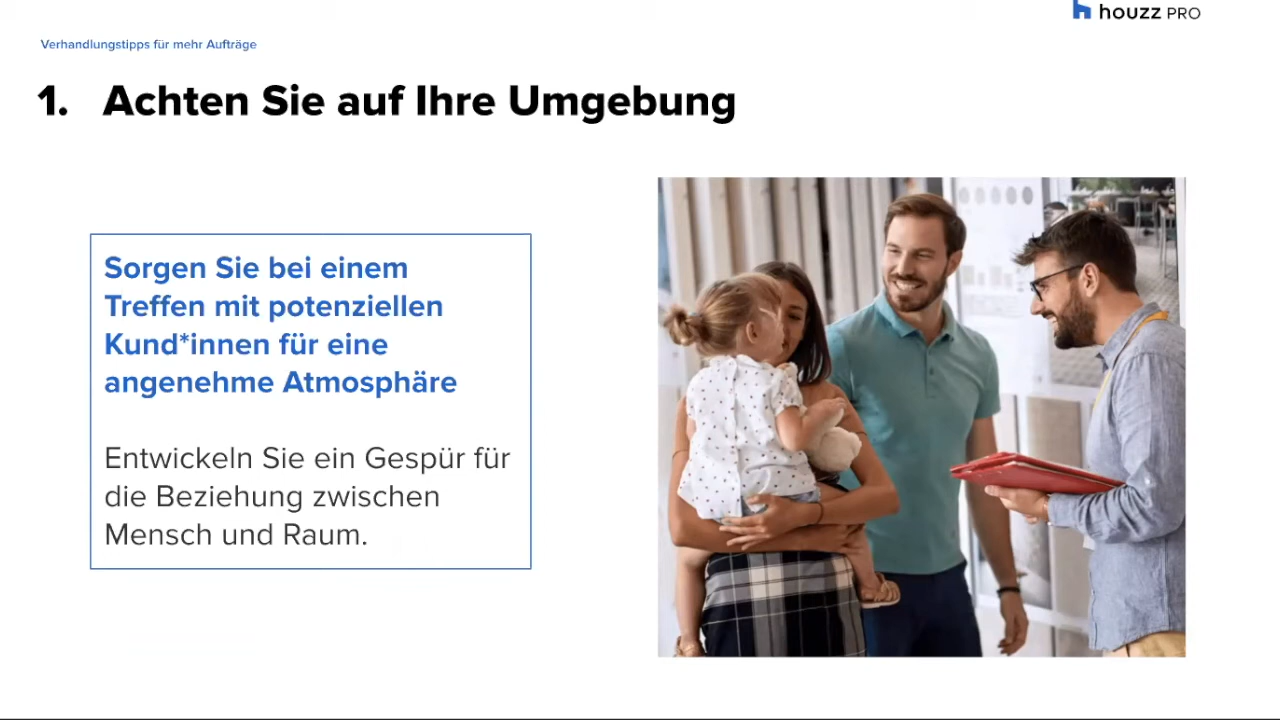 houzz PRO
Verhandlungstipps für mehr Aufträge
1. Achten Sie auf Ihre Umgebung
Sorgen Sie bei einem
Treffen mit potenziellen
Kund*innen für eine
angenehme Atmosphäre
Entwickeln Sie ein Gespür für
die Beziehung zwischen
Mensch und Raum.